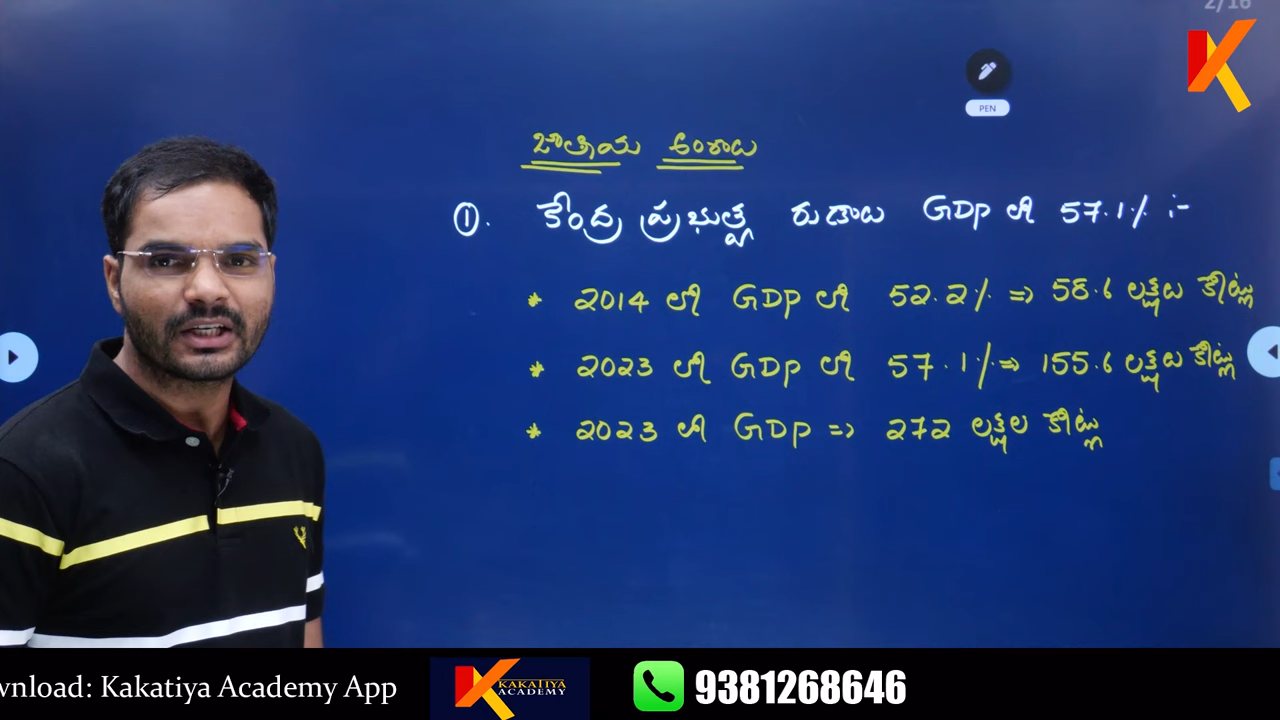 2/16
PEN
జాతీయ అంశాలు
①. కేంద్ర ప్రభుత్వ రుణాలు GDP లో 57.1% :-
* 2014 లో GDP లో 52.2% => 58.6 లక్షల కోట్లు
* 2023 లో GDP లో 57.1% => 155.6 లక్షల కోట్లు
* 2023 లో GDP => 272 లక్షల కోట్లు
wnload: Kakatiya Academy App
KAKATIYA
ACADEMY
9381268646